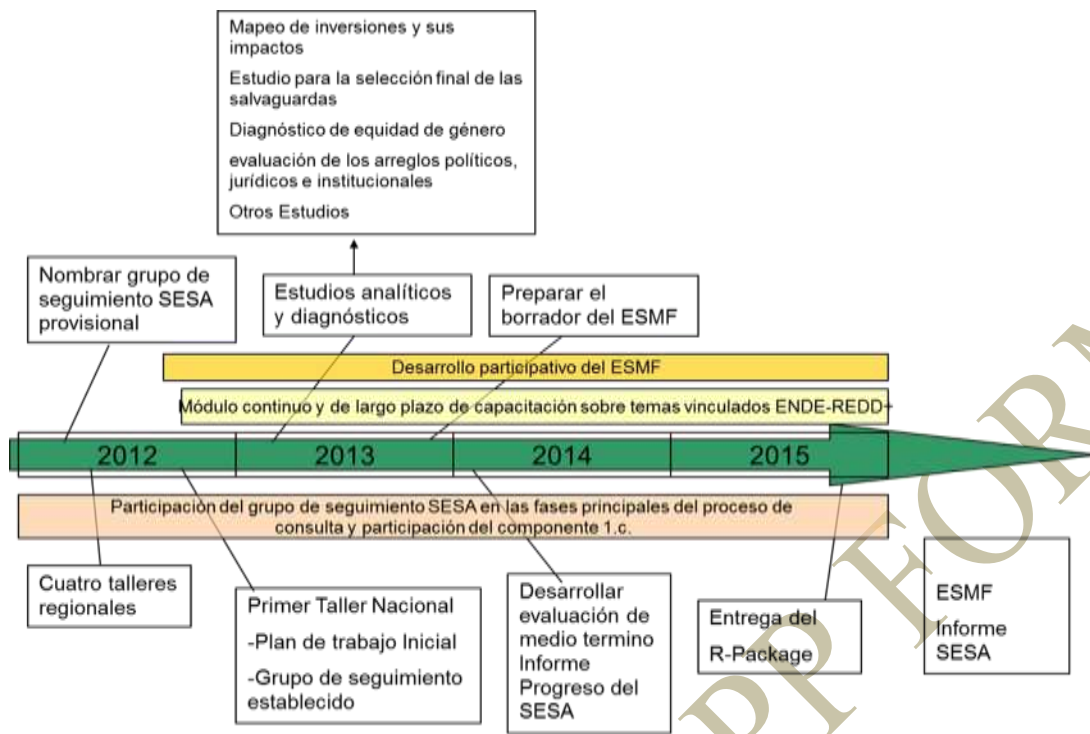 Mapeo de inversiones y sus
impactos
Estudio para la selección final de las
salvaguardas
Diagnóstico de equidad de género
evaluación de los arreglos políticos,
jurídicos e institucionales
Otros Estudios
Nombrar grupo de
seguimiento SESA
provisional
Estudios analíticos
y diagnósticos
Preparar el
borrador del ESMF
Desarrollo participativo del ESMF
Módulo continuo y de largo plazo de capacitación sobre temas vinculados ENDE-REDD+
2012
2013
2014
2015
Participación del grupo de seguimiento SESA en las fases principales del proceso de
consulta y participación del componente 1.c.
Cuatro talleres
regionales
Primer Taller Nacional
-Plan de trabajo Inicial
-Grupo de seguimiento
establecido
Desarrollar
evaluación de
medio termino
Informe
Progreso del
SESA
Entrega del
R-Package
ESMF
Informe
SESA
PP FORM